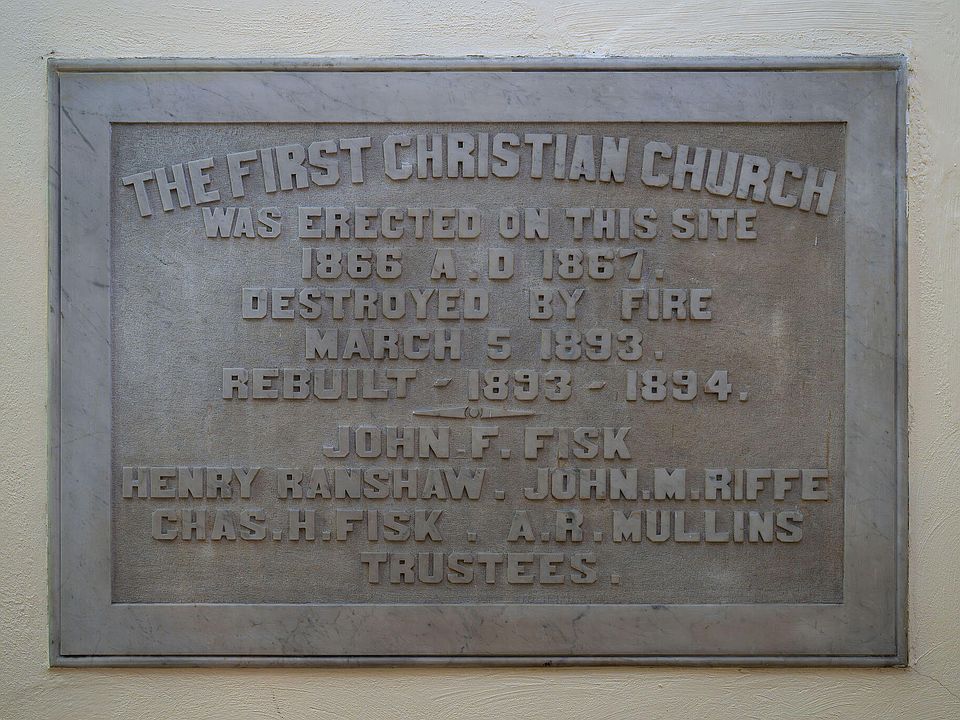 THE FIRST CHRISTIAN CHURCH
WAS ERECTED ON THIS SITE
1866 A.D 1867.
DESTROYED BY FIRE
MARCH 5 1893.
REBUILT - 1893 - 1894.
JOHN.F.FISK
HENRY RANSHAW. JOHN.M.RIFFE
CHAS.H.FISK. A.R.MULLINS
TRUSTEES.